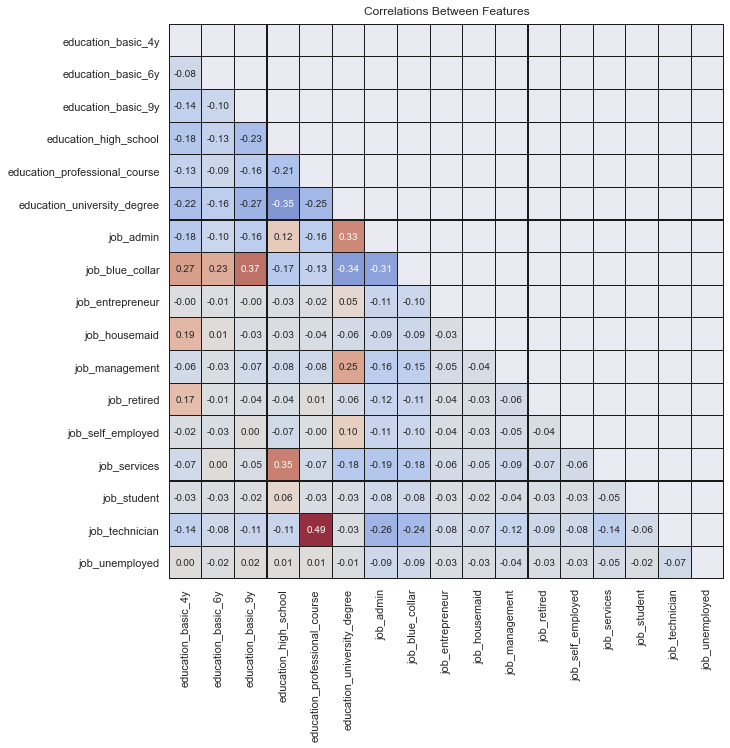 Correlations Between Features
education_basic_4y
education_basic_6y -0.08
education_basic_9y -0.14 -0.10
education_high_school -0.18 -0.13 -0.23
education_professional_course -0.13 -0.09 -0.16 -0.21
education_university_degree -0.22 -0.16 -0.27 -0.35 -0.25
job_admin -0.18 -0.10 -0.16 0.12 -0.16 0.33
job_blue_collar 0.27 0.23 0.37 -0.17 -0.13 -0.34 -0.31
job_entrepreneur -0.00 -0.01 -0.00 -0.03 -0.02 0.05 -0.11 -0.10
job_housemaid 0.19 0.01 -0.03 -0.03 -0.04 -0.06 -0.09 -0.09 -0.03
job_management -0.06 -0.03 -0.07 -0.08 -0.08 0.25 -0.16 -0.15 -0.05 -0.04
job_retired 0.17 -0.01 -0.04 -0.04 0.01 -0.06 -0.12 -0.11 -0.04 -0.03 -0.06
job_self_employed -0.02 -0.03 0.00 -0.07 -0.00 0.10 -0.11 -0.10 -0.04 -0.03 -0.05 -0.04
job_services -0.07 0.00 -0.05 0.35 -0.07 -0.18 -0.19 -0.18 -0.06 -0.05 -0.09 -0.07 -0.06
job_student -0.03 -0.03 -0.02 0.06 -0.03 -0.03 -0.08 -0.08 -0.03 -0.02 -0.04 -0.03 -0.03 -0.05
job_technician -0.14 -0.08 -0.11 -0.11 0.49 -0.03 -0.26 -0.24 -0.08 -0.07 -0.12 -0.09 -0.08 -0.14 -0.06
job_unemployed 0.00 -0.02 0.02 0.01 0.01 -0.01 -0.09 -0.09 -0.03 -0.03 -0.04 -0.03 -0.03 -0.05 -0.02 -0.07
education_basic_4y
education_basic_6y
education_basic_9y
education_high_school
education_professional_course
education_university_degree
job_admin
job_blue_collar
job_entrepreneur
job_housemaid
job_management
job_retired
job_self_employed
job_services
job_student
job_technician
job_unemployed